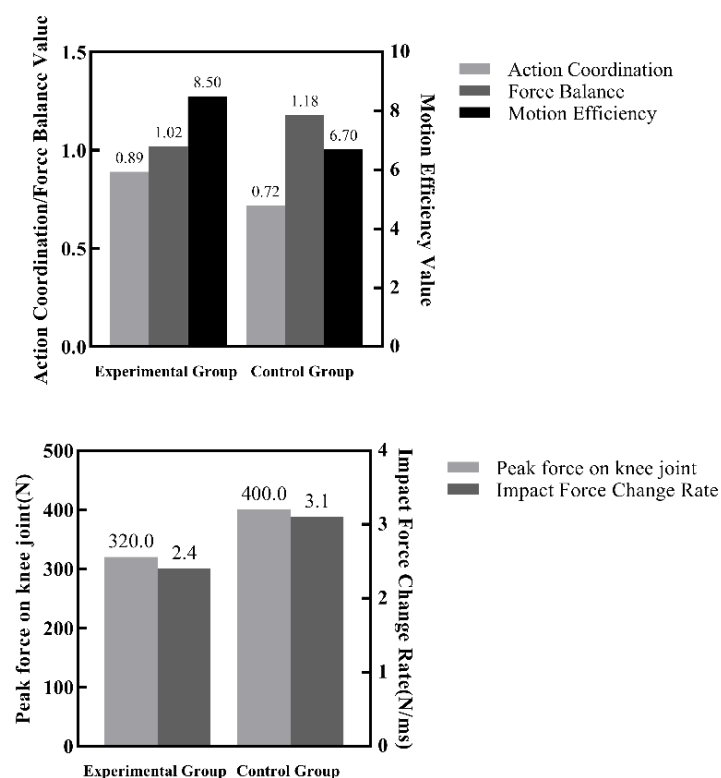 Action Coordination/Force Balance Value
1.5
1.0
0.5
0.0
0.89
1.02
8.50
0.72
1.18
6.70
10
8
6
4
2
0
Motion Efficiency Value
Experimental Group
Control Group
Action Coordination
Force Balance
Motion Efficiency
Peak force on knee joint(N)
500
400
300
200
100
0
320.0
2.4
400.0
3.1
4
3
2
1
0
Impact Force Change Rate(N/ms)
Experimental Group
Control Group
Peak force on knee joint
Impact Force Change Rate